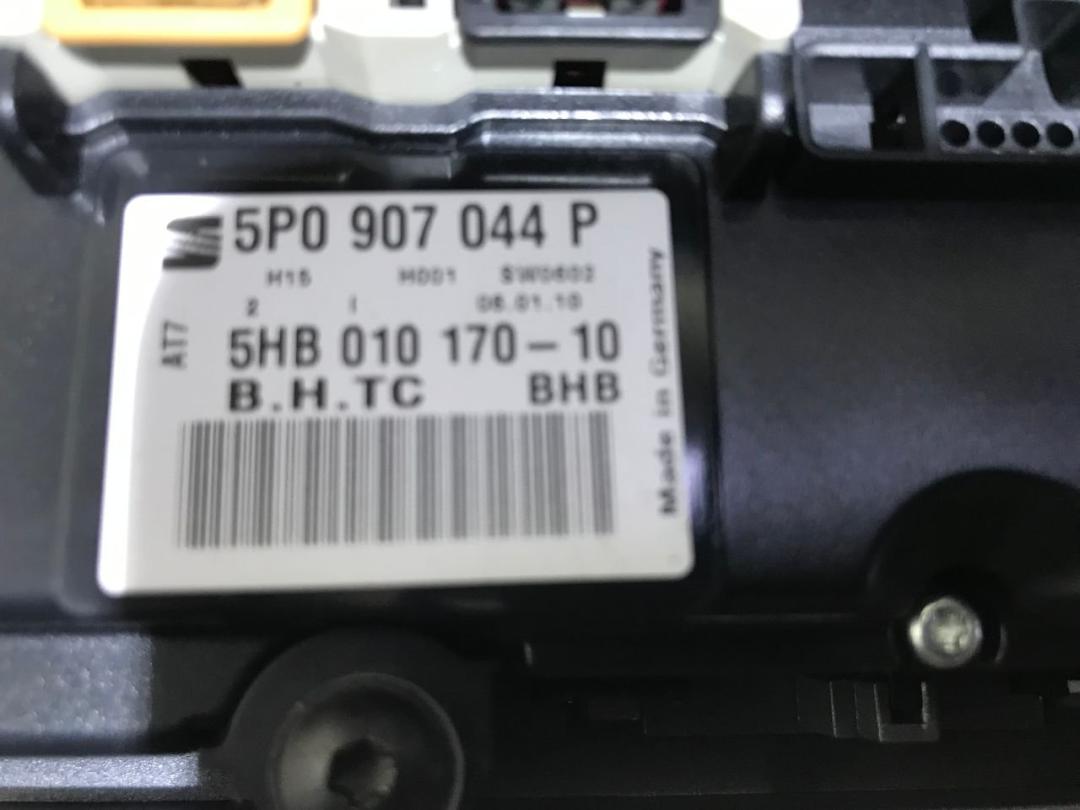 5P0 907 044 P
H15 H001 SW0602
2 I 06.01.10
5HB 010 170-10
B.H.TC BHB
AT7
Made in Germany